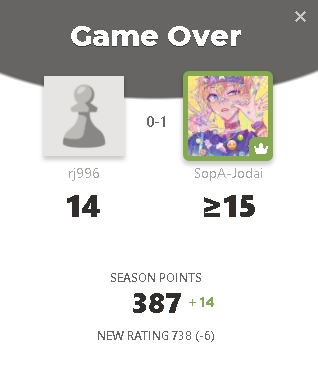 Game Over
0-1
rj996 SopA-Jodai
14 ≥15
SEASON POINTS
387 +14
NEW RATING 738 (-6)